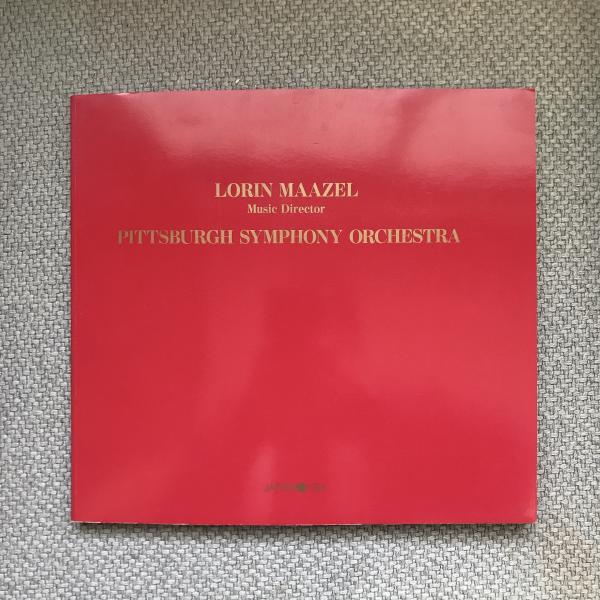 LORIN MAAZEL
Music Director
PITTSBURGH SYMPHONY ORCHESTRA